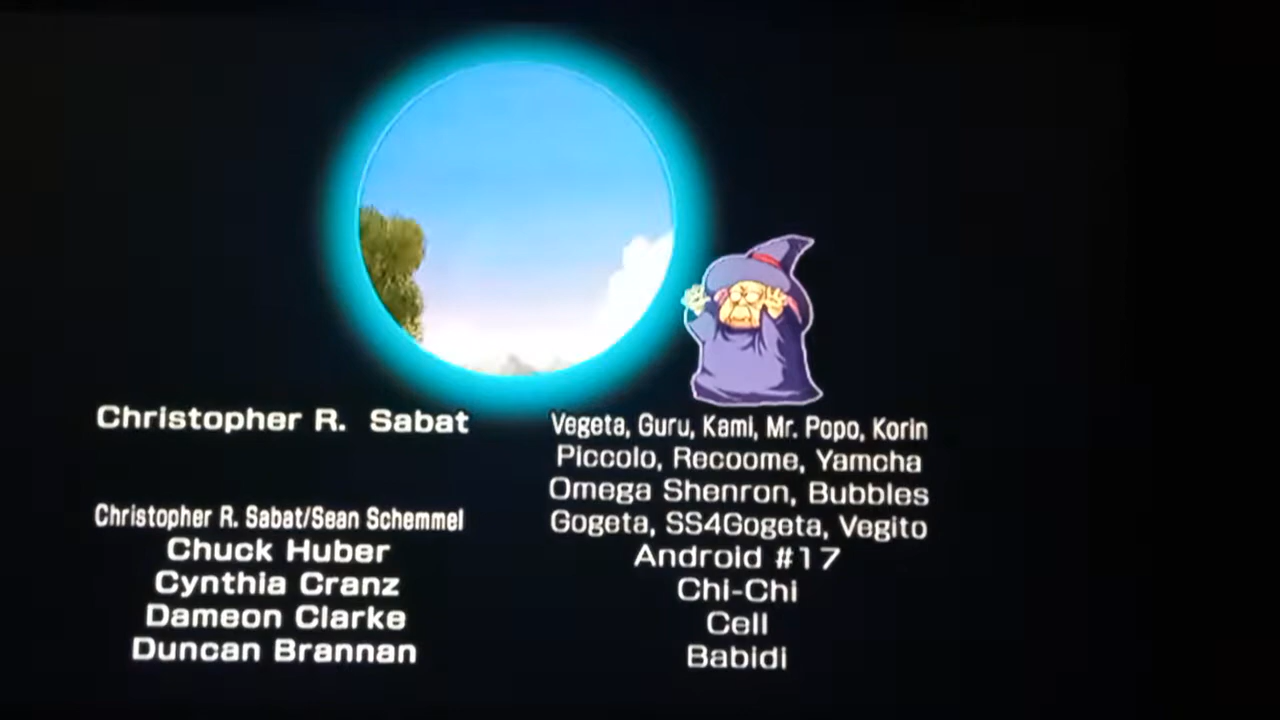 Christopher R. Sabat
Vegeta, Guru, Kami, Mr. Popo, Korin
Piccolo, Recoome, Yamcha
Omega Shenron, Bubbles
Christopher R. Sabat/Sean Schemmel
Gogeta, SS4Gogeta, Vegito
Chuck Huber
Android #17
Cynthia Cranz
Chi-Chi
Dameon Clarke
Cell
Duncan Brannan
Babidi